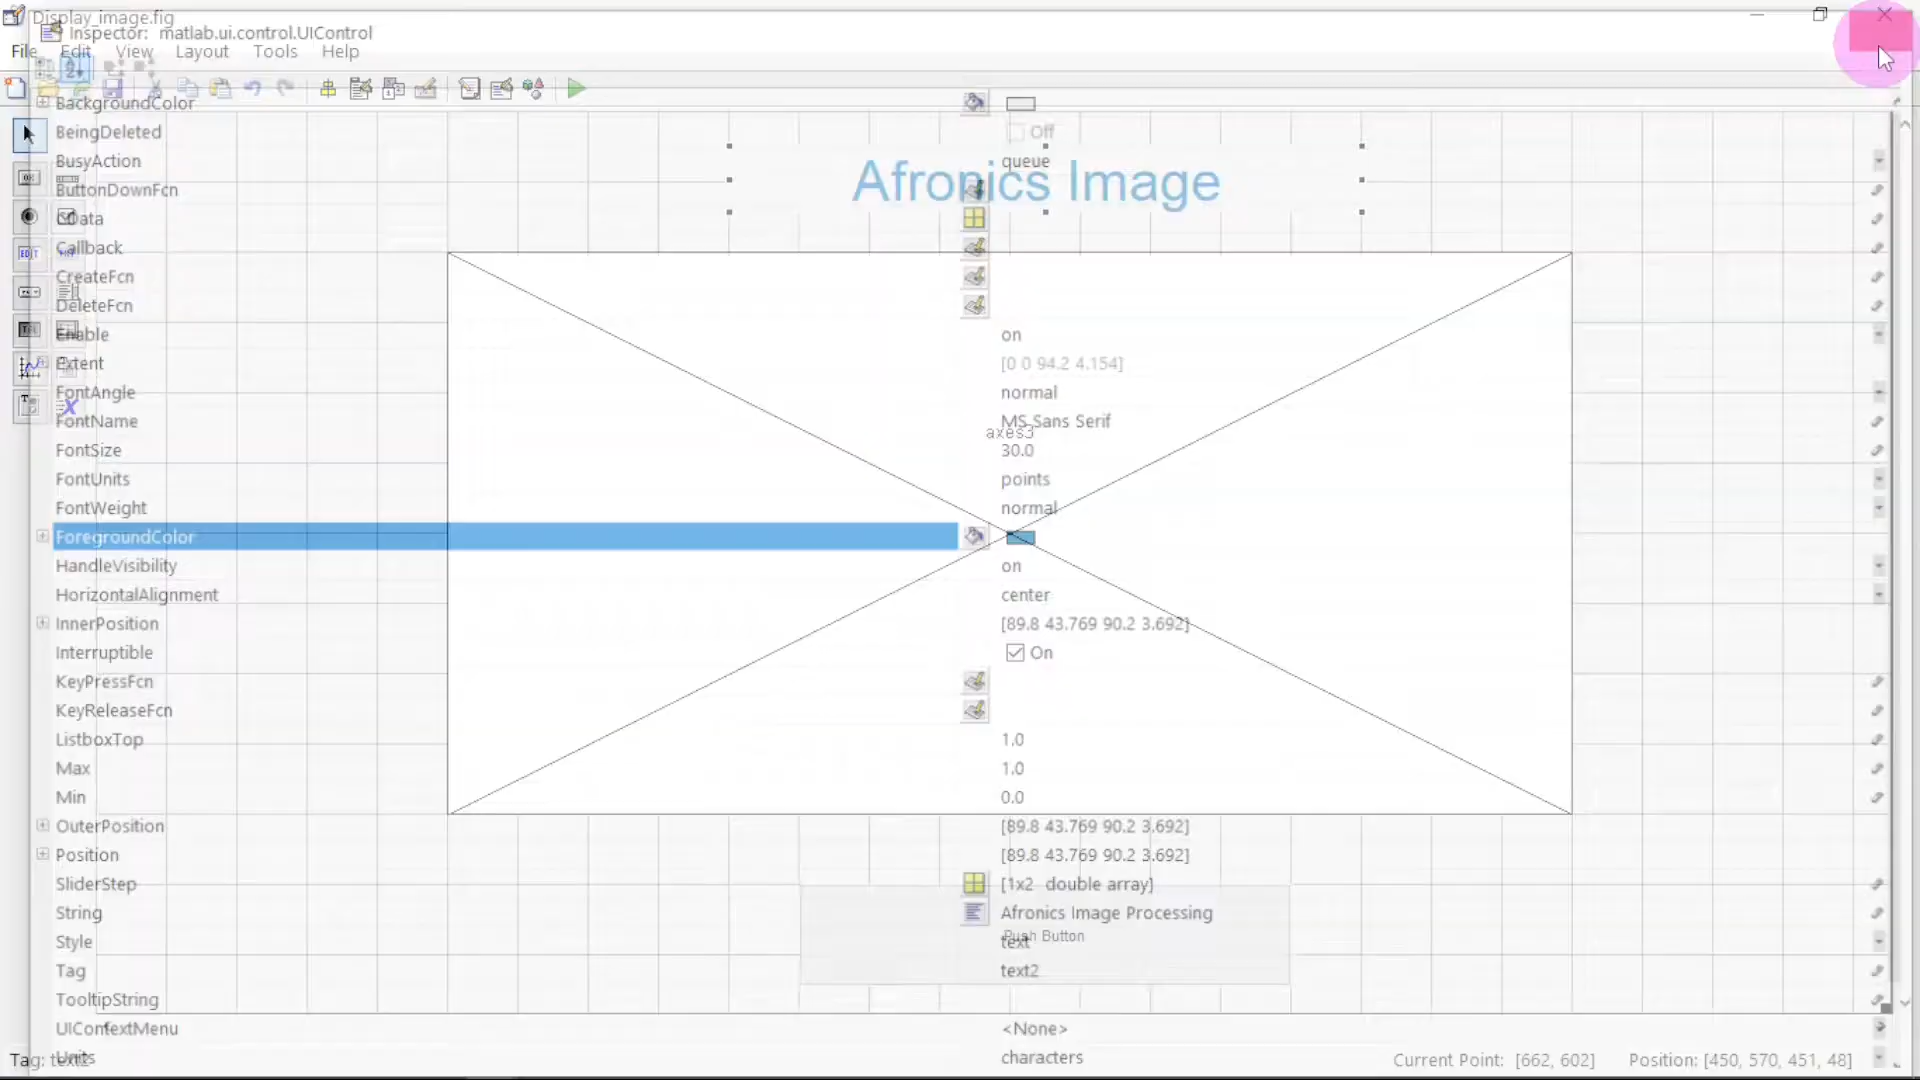 Display_image.fig
Inspector: matlab.ui.control.UIControl
File Edit View Layout Tools Help
BackgroundColor
BeingDeleted Off
BusyAction queue
ButtonDownFcn
Afronics Image
CData
Callback
CreateFcn
DeleteFcn
Enable on
Extent [0 0 94.2 4.154]
FontAngle normal
FontName MS Sans Serif
axes3
FontSize 30.0
FontUnits points
FontWeight normal
ForegroundColor
HandleVisibility on
HorizontalAlignment center
InnerPosition [89.8 43.769 90.2 3.692]
Interruptible On
KeyPressFcn
KeyReleaseFcn
ListboxTop 1.0
Max 1.0
Min 0.0
OuterPosition [89.8 43.769 90.2 3.692]
Position [89.8 43.769 90.2 3.692]
SliderStep [1x2 double array]
String Afronics Image Processing
Push Button
Style text
Tag text2
TooltipString
UIContextMenu <None>
Units characters
Tag: text2 Current Point: [662, 602] Position: [450, 570, 451, 48]